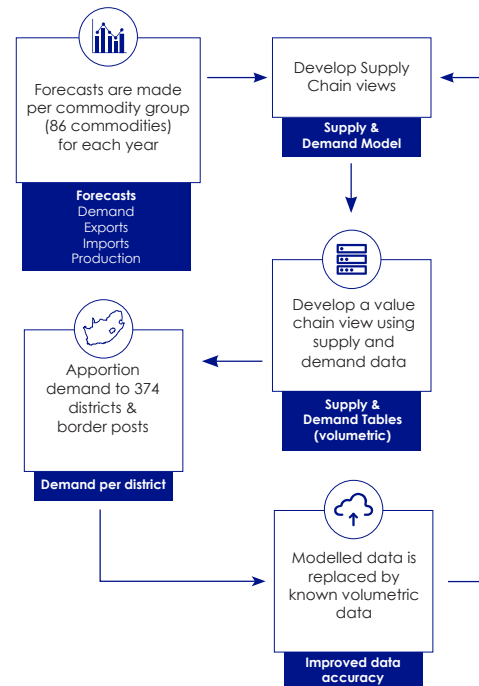 Forecasts are made
per commodity group
(86 commodities)
for each year
Forecasts
Demand
Exports
Imports
Production
Develop Supply
Chain views
Supply &
Demand Model
Develop a value
chain view using
supply and
demand data
Supply &
Demand Tables
(volumetric)
Apportion
demand to 374
districts &
border posts
Demand per district
Modelled data is
replaced by
known volumetric
data
Improved data
accuracy